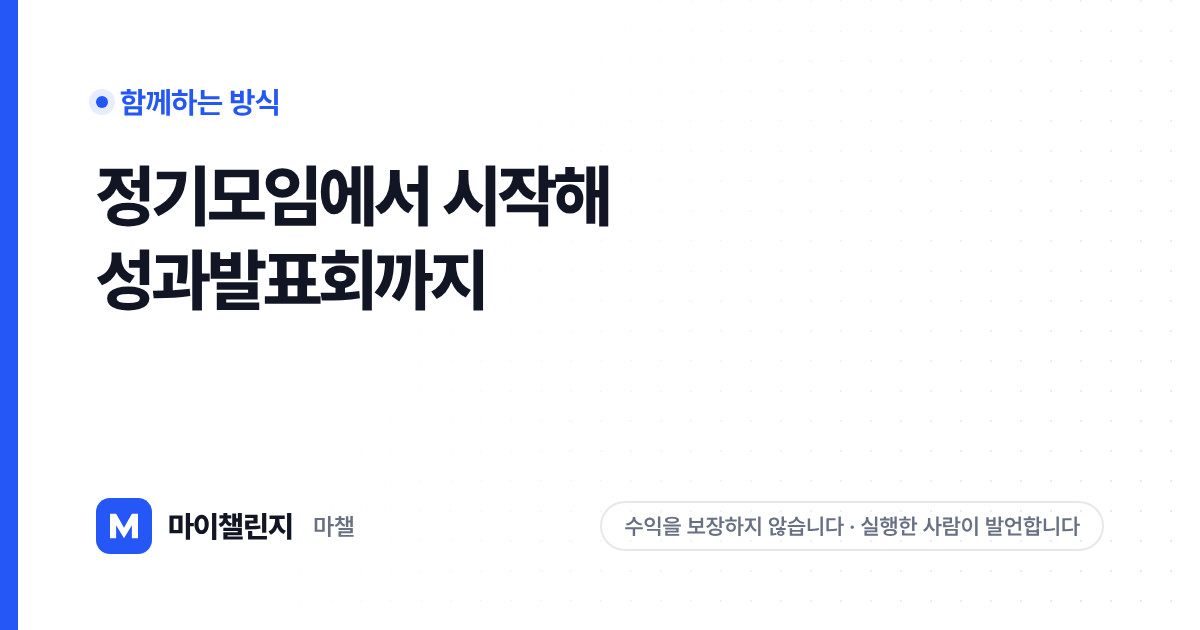 함께하는 방식
정기모임에서 시작해
성과발표회까지
M 마이챌린지 마챌
수익을 보장하지 않습니다 · 실행한 사람이 발언합니다